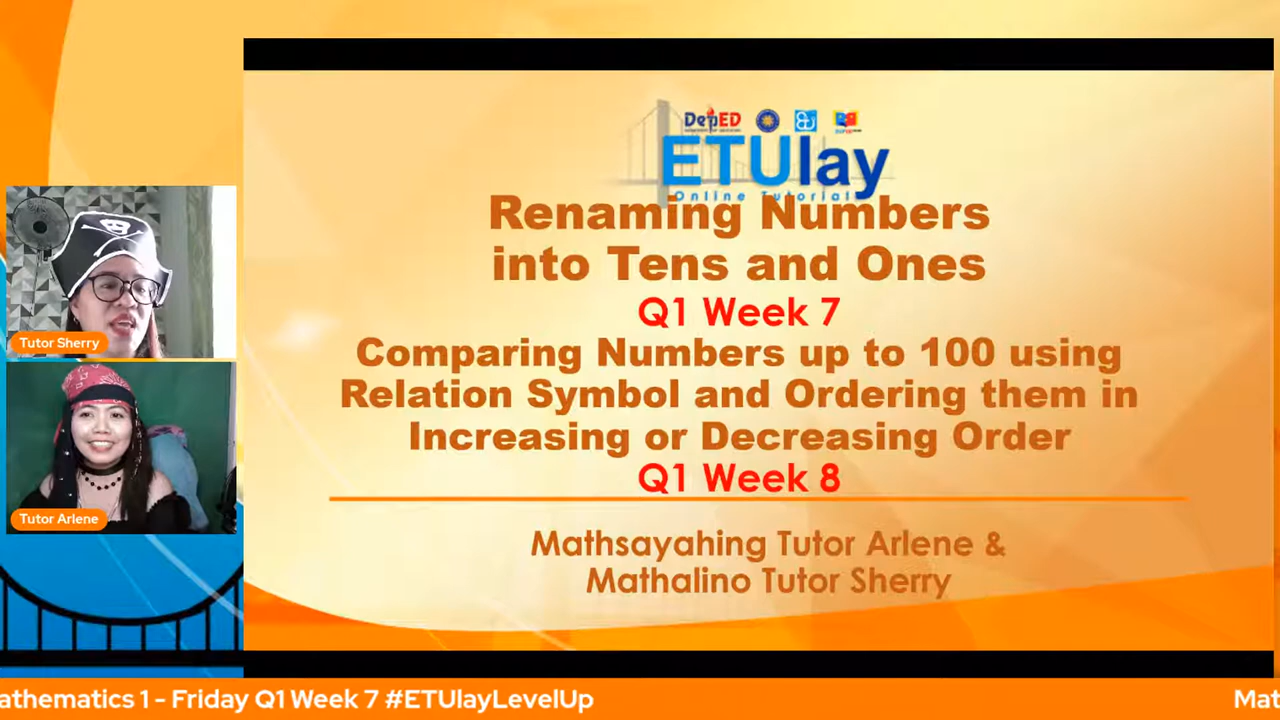 DepED
ETUlay
Online Tutorial
Renaming Numbers
into Tens and Ones
Q1 Week 7
Comparing Numbers up to 100 using
Relation Symbol and Ordering them in
Increasing or Decreasing Order
Q1 Week 8
Mathsayahing Tutor Arlene &
Mathalino Tutor Sherry
Tutor Sherry
Tutor Arlene
athematics 1 - Friday Q1 Week 7 #ETUlayLevelUp
Mat